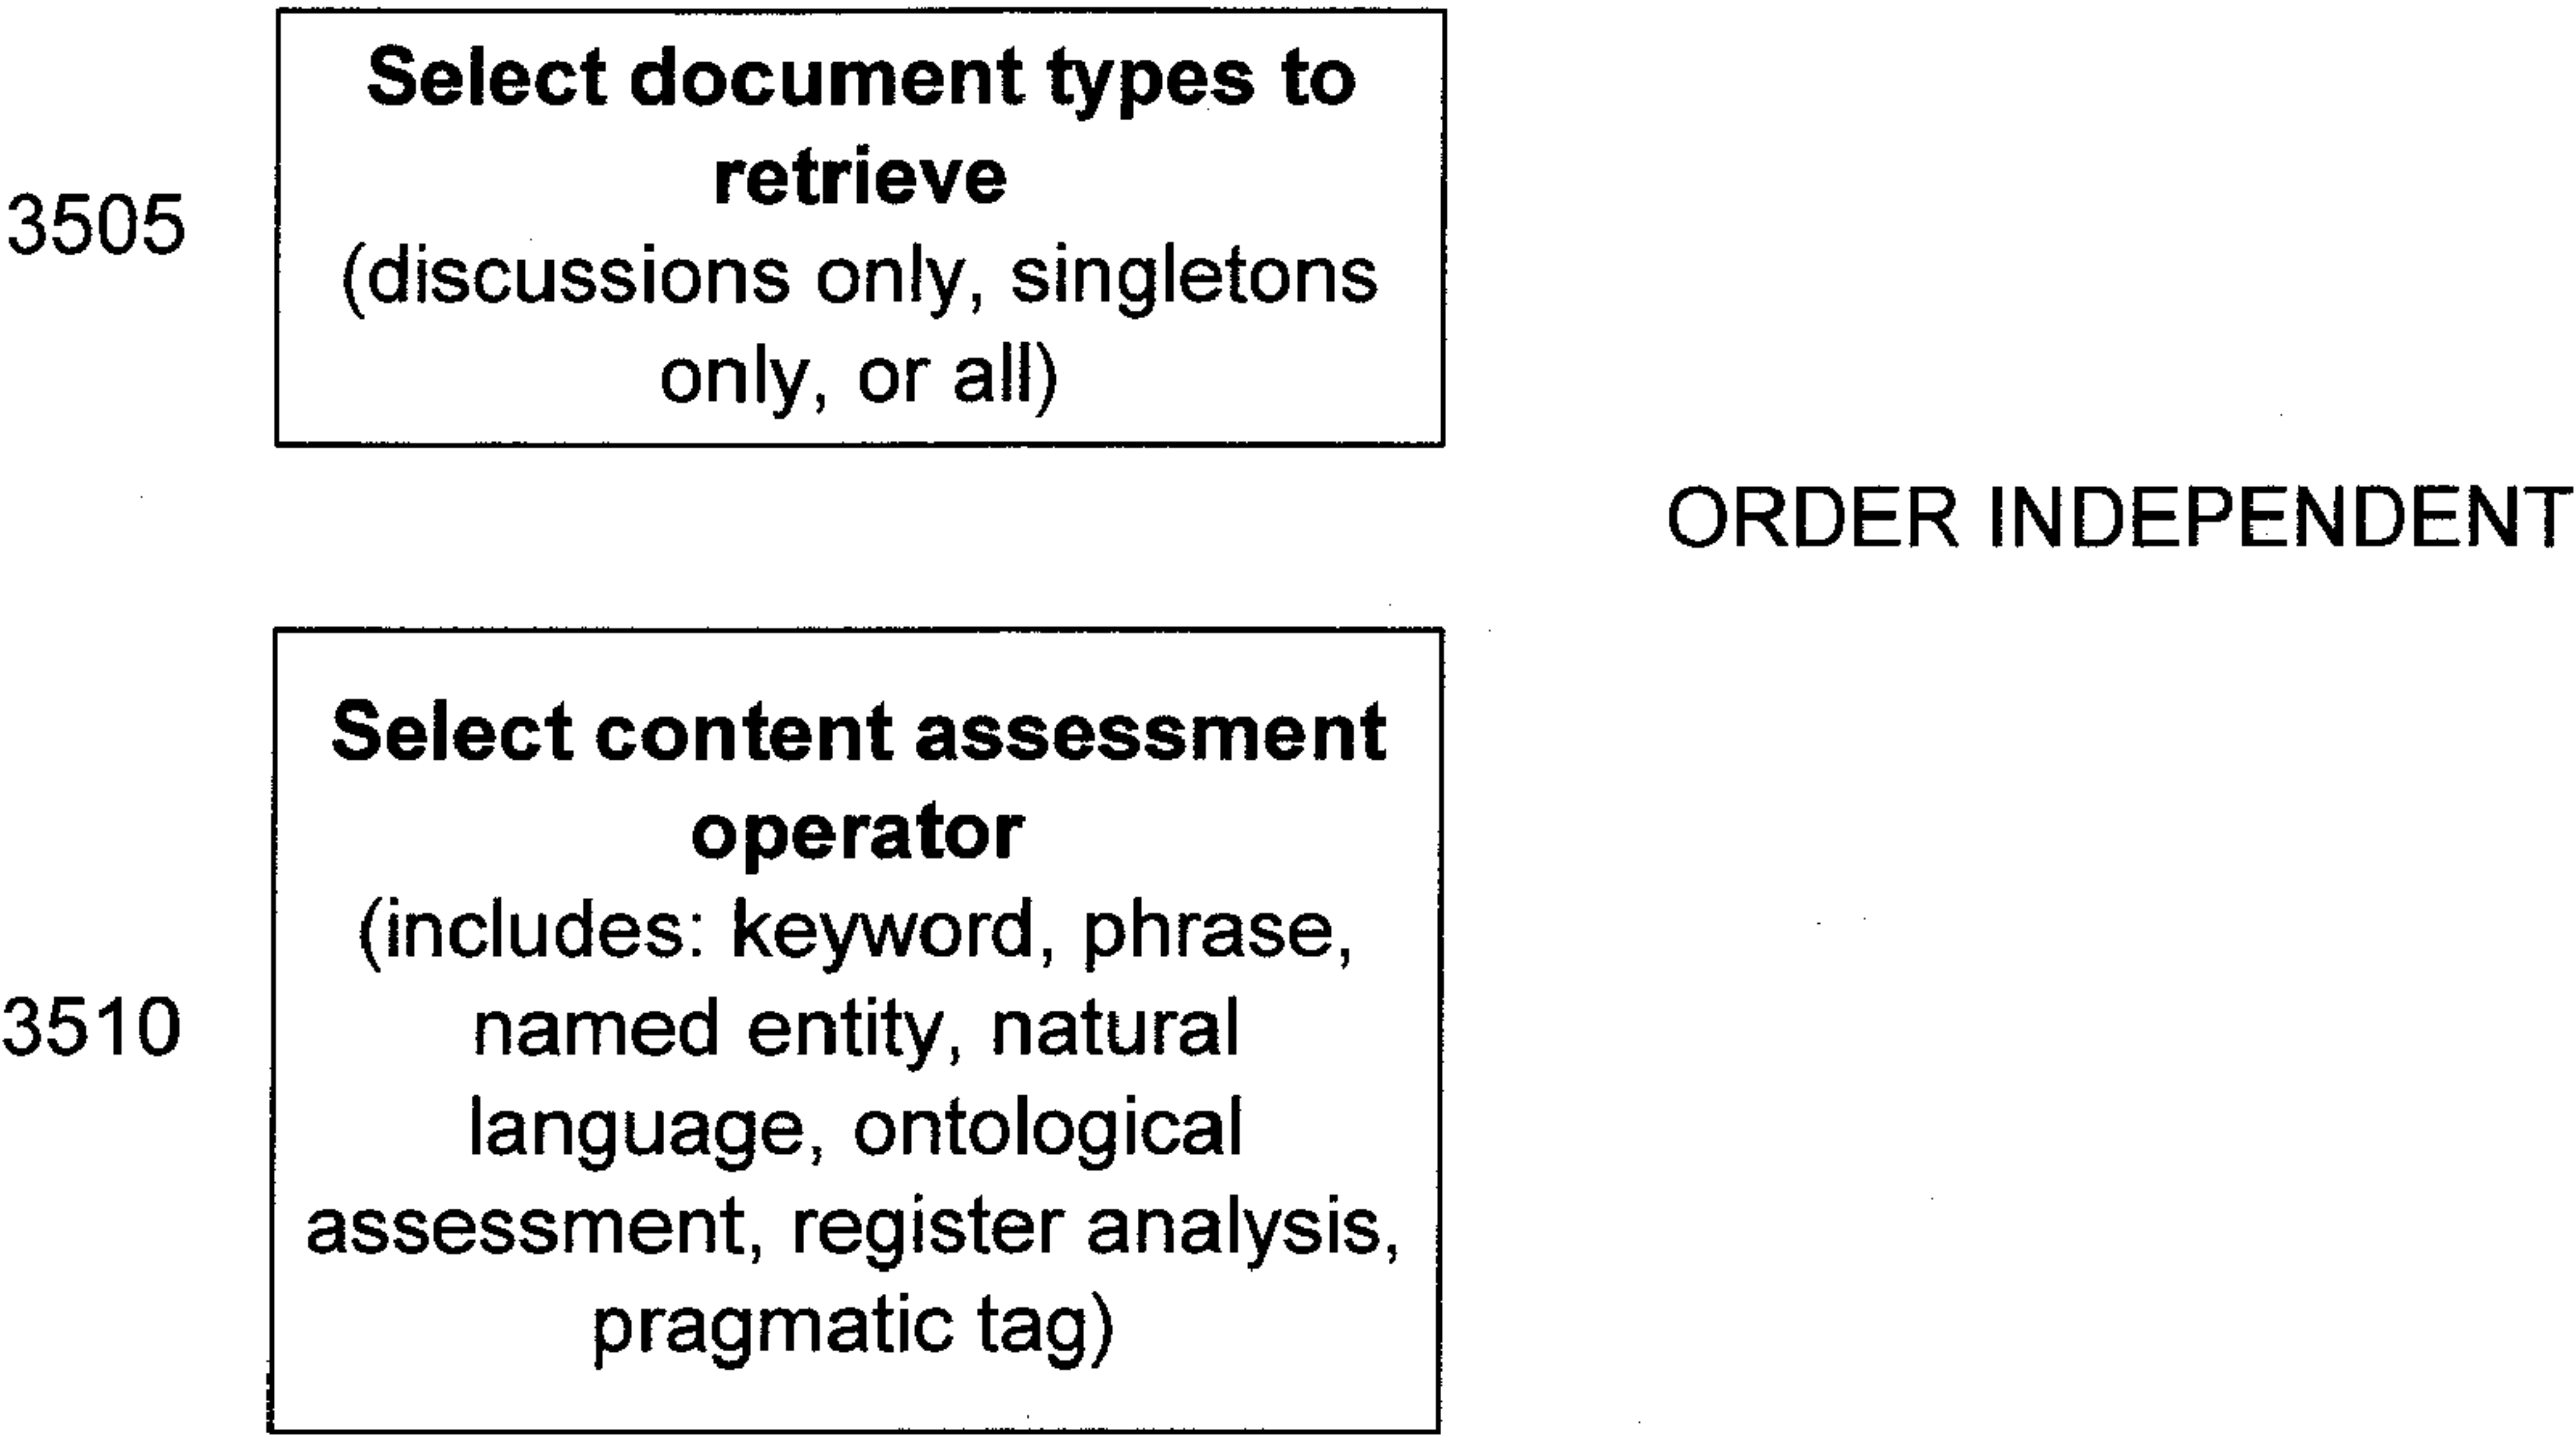 Select document types to
retrieve
3505
(discussions only, singletons
only, or all)
ORDER INDEPENDENT
Select content assessment
operator
(includes: keyword, phrase,
3510
named entity, natural
language, ontological
assessment, register analysis,
pragmatic tag)